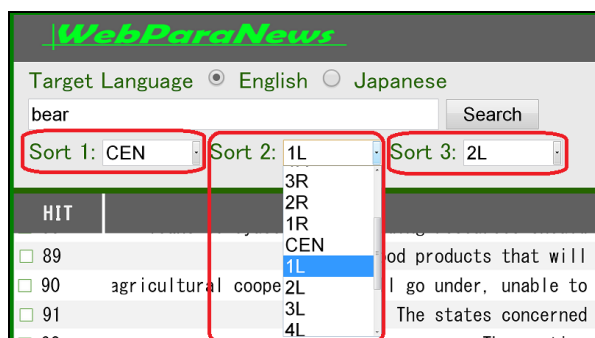 WebParaNews
Target Language English Japanese
bear Search
Sort 1: CEN Sort 2: 1L Sort 3: 2L
3R
2R
1R
CEN
1L
2L
3L
4L
HIT
89 od products that will
90 agricultural coope l go under, unable to
91 The states concerned